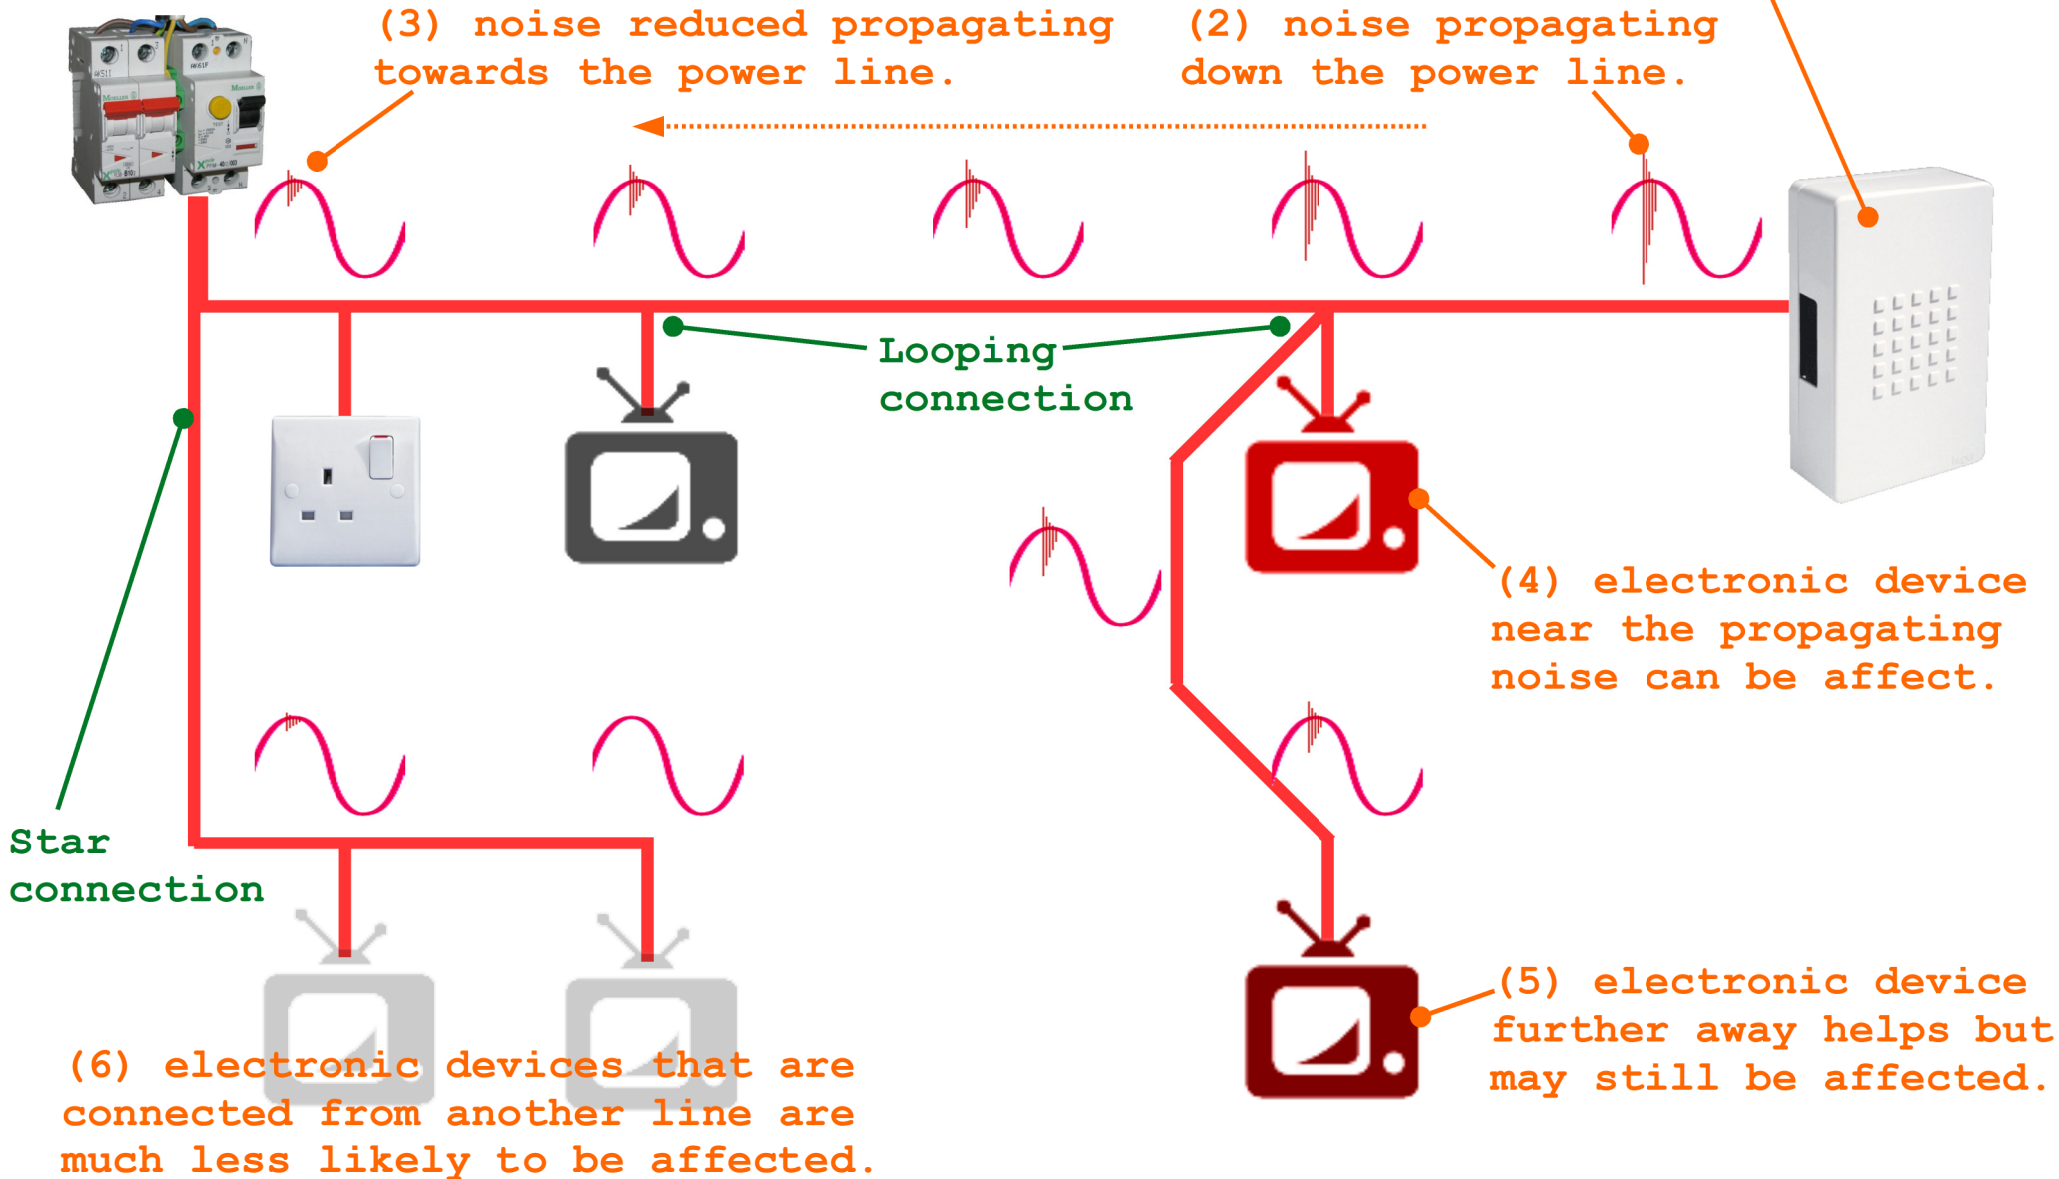 (3) noise reduced propagating
towards the power line.
(2) noise propagating
down the power line.
Looping
connection
(4) electronic device
near the propagating
noise can be affect.
Star
connection
(5) electronic device
further away helps but
may still be affected.
(6) electronic devices that are
connected from another line are
much less likely to be affected.